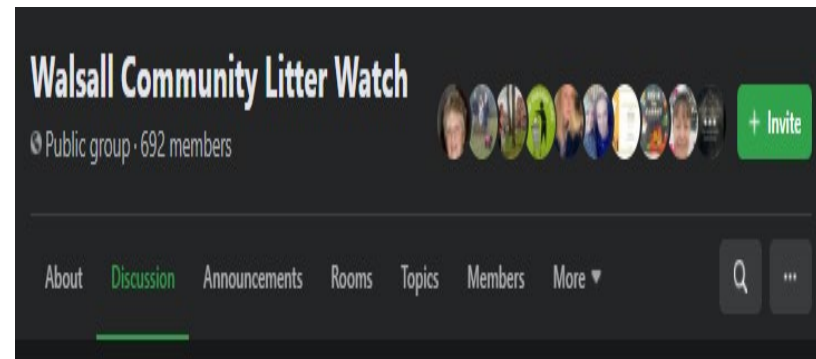 Walsall Community Litter Watch
Public group · 692 members
+ Invite
About Discussion Announcements Rooms Topics Members More ▾
...